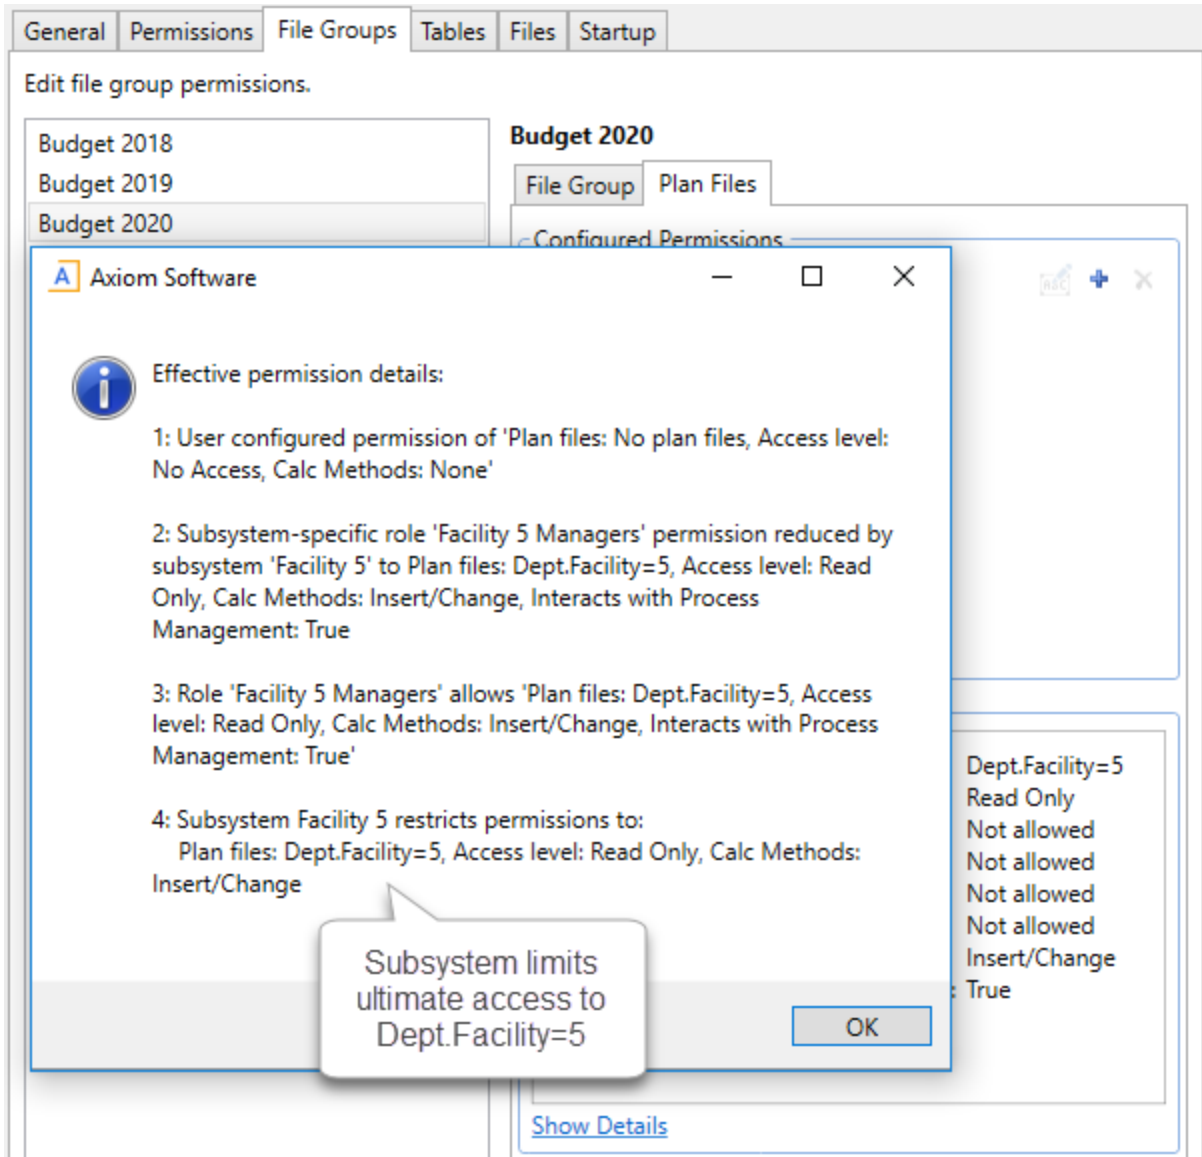 General Permissions File Groups Tables Files Startup
Edit file group permissions.
Budget 2018
Budget 2019
Budget 2020
Budget 2020
File Group Plan Files
Configured Permissions
A Axiom Software
Effective permission details:
1: User configured permission of 'Plan files: No plan files, Access level:
No Access, Calc Methods: None'
2: Subsystem-specific role 'Facility 5 Managers' permission reduced by
subsystem 'Facility 5' to Plan files: Dept.Facility=5, Access level: Read
Only, Calc Methods: Insert/Change, Interacts with Process
Management: True
3: Role 'Facility 5 Managers' allows 'Plan files: Dept.Facility=5, Access
level: Read Only, Calc Methods: Insert/Change, Interacts with Process
Management: True'
4: Subsystem Facility 5 restricts permissions to:
Plan files: Dept.Facility=5, Access level: Read Only, Calc Methods:
Insert/Change
Subsystem limits
ultimate access to
Dept.Facility=5
OK
Dept.Facility=5
Read Only
Not allowed
Not allowed
Not allowed
Not allowed
Insert/Change
: True
Show Details